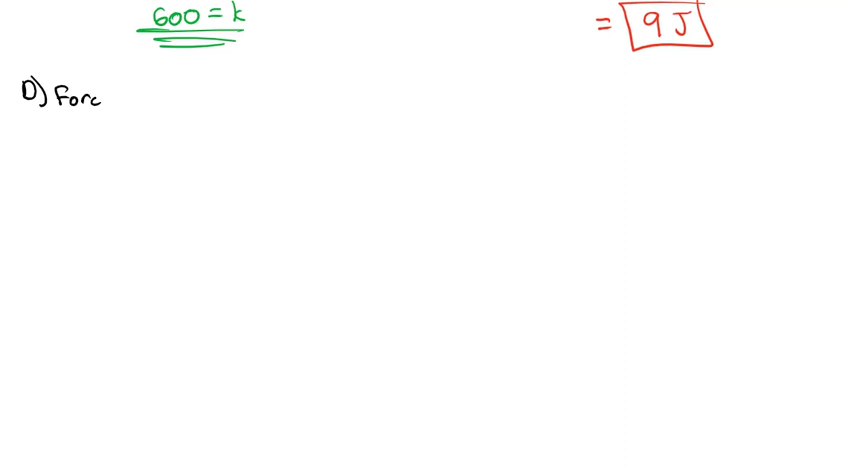 600 = k
= 9 J
D) Forc